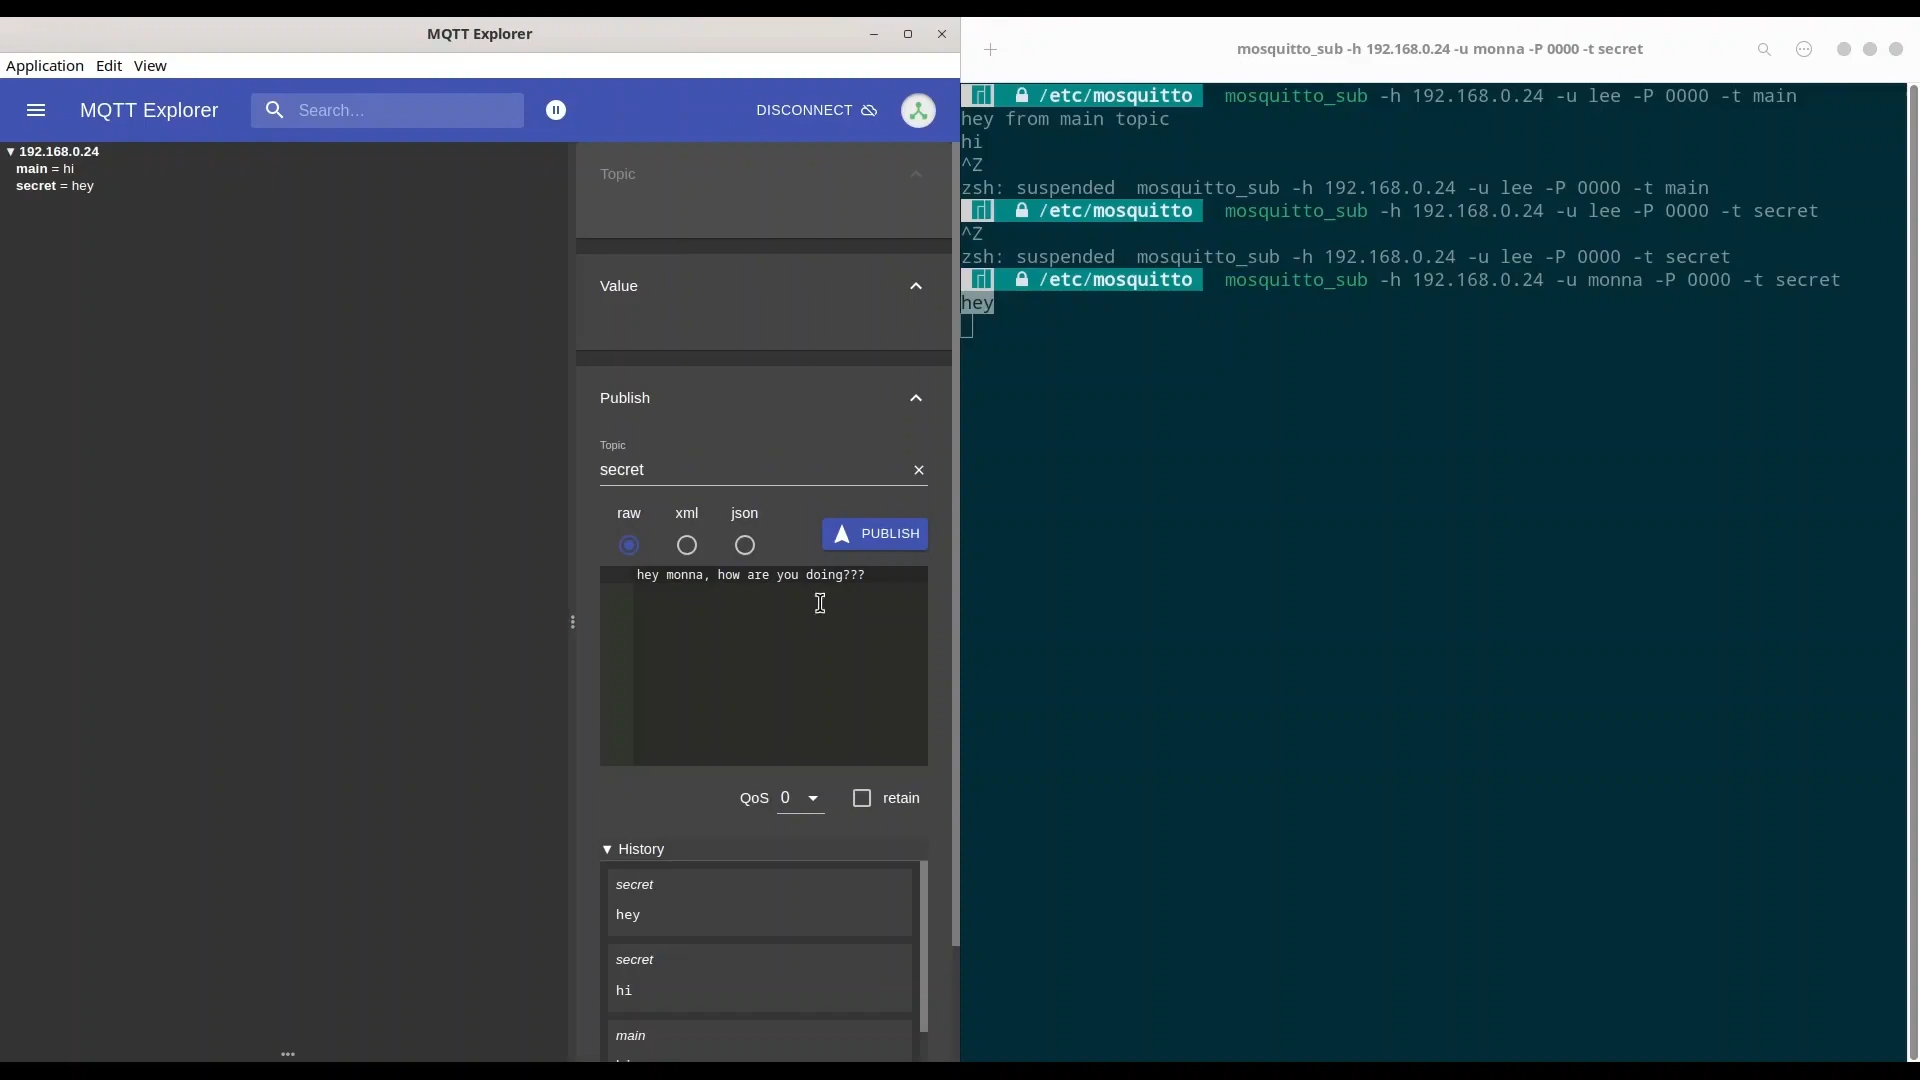 MQTT Explorer
Application Edit View
MQTT Explorer
Search...
DISCONNECT
▼ 192.168.0.24
main = hi
secret = hey
Topic
Value
Publish
Topic
secret
raw xml json
PUBLISH
hey monna, how are you doing???
QoS 0
retain
▼ History
secret
hey
secret
hi
main
mosquitto_sub -h 192.168.0.24 -u monna -P 0000 -t secret
/etc/mosquitto mosquitto_sub -h 192.168.0.24 -u lee -P 0000 -t main
hey from main topic
hi
^Z
zsh: suspended mosquitto_sub -h 192.168.0.24 -u lee -P 0000 -t main
/etc/mosquitto mosquitto_sub -h 192.168.0.24 -u lee -P 0000 -t secret
^Z
zsh: suspended mosquitto_sub -h 192.168.0.24 -u lee -P 0000 -t secret
/etc/mosquitto mosquitto_sub -h 192.168.0.24 -u monna -P 0000 -t secret
hey